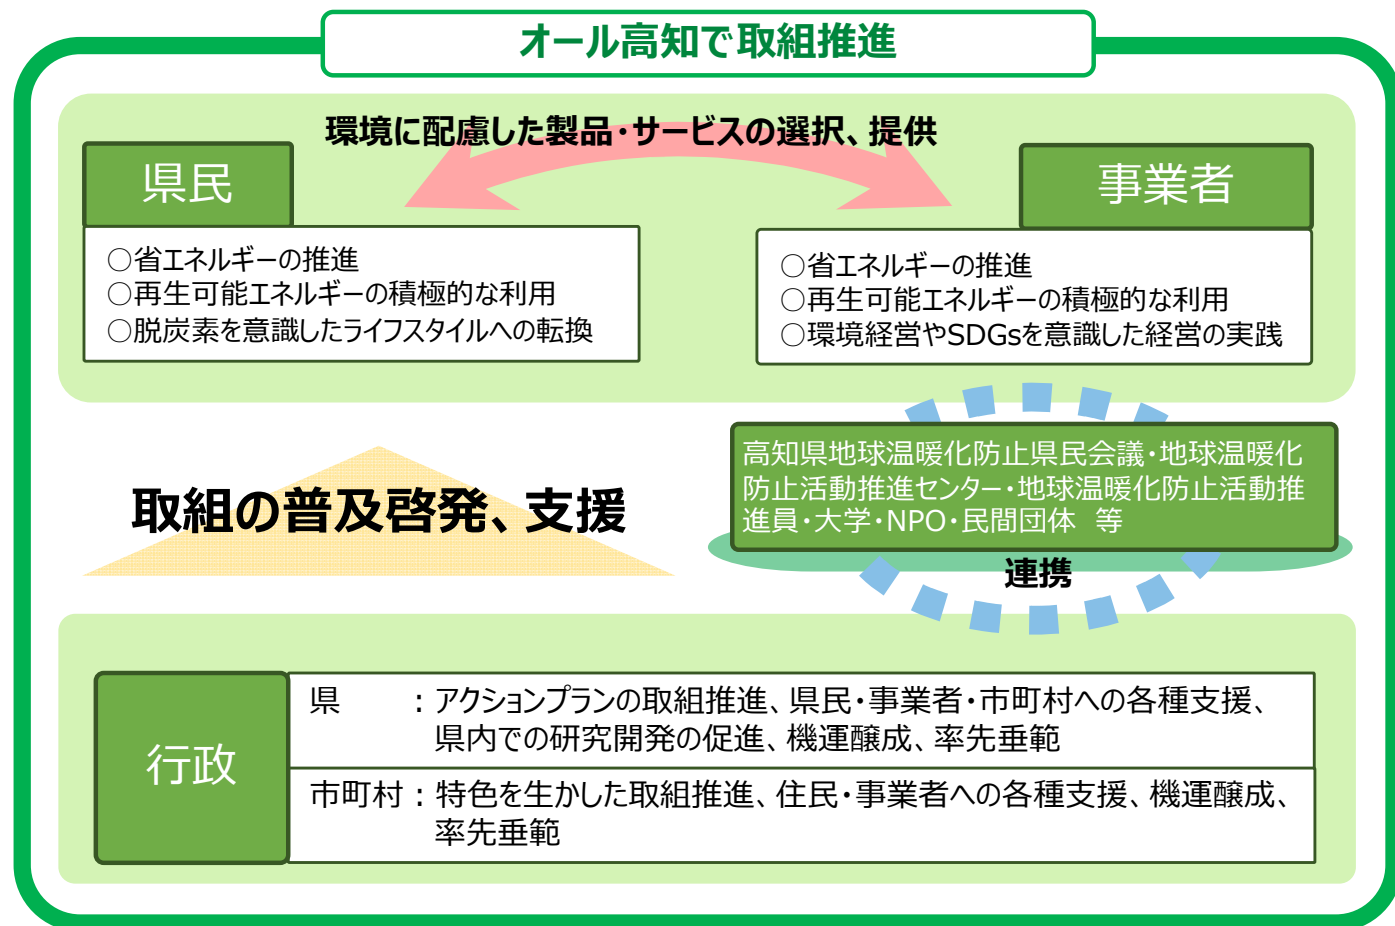 オール高知で取組推進
環境に配慮した製品・サービスの選択、提供
県民
○省エネルギーの推進
○再生可能エネルギーの積極的な利用
○脱炭素を意識したライフスタイルへの転換
事業者
○省エネルギーの推進
○再生可能エネルギーの積極的な利用
○環境経営やSDGsを意識した経営の実践
取組の普及啓発、支援
高知県地球温暖化防止県民会議・地球温暖化
防止活動推進センター・地球温暖化防止活動推
進員・大学・NPO・民間団体　等
連携
行政
県　　：アクションプランの取組推進、県民・事業者・市町村への各種支援、
県内での研究開発の促進、機運醸成、率先垂範
市町村：特色を生かした取組推進、住民・事業者への各種支援、機運醸成、
率先垂範